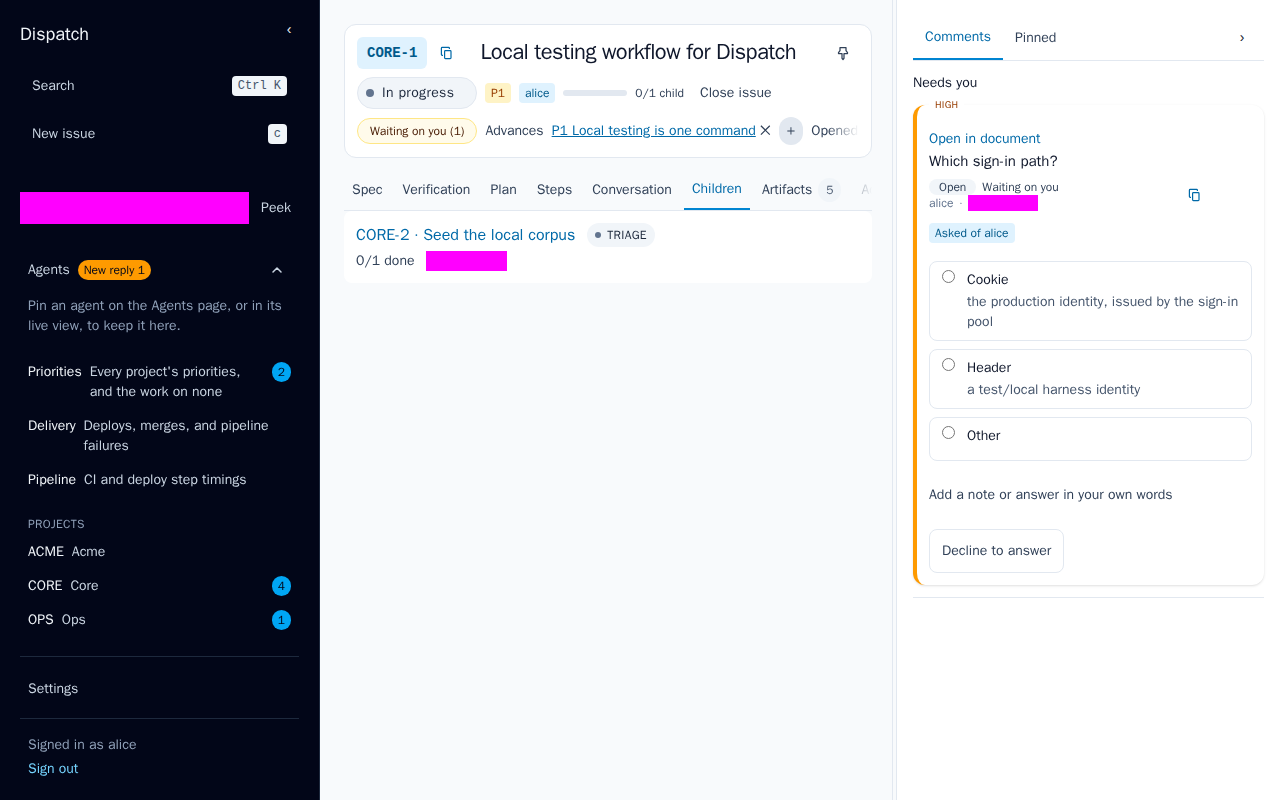 Dispatch
‹
Search
Ctrl K
New issue
C
Peek
Agents
New reply 1
Pin an agent on the Agents page, or in its
live view, to keep it here.
Priorities
Every project's priorities,
and the work on none
2
Delivery
Deploys, merges, and pipeline
failures
Pipeline
CI and deploy step timings
PROJECTS
ACME Acme
CORE Core
4
OPS Ops
1
Settings
Signed in as alice
Sign out
CORE-1
Local testing workflow for Dispatch
In progress
P1
alice
0/1 child
Close issue
Waiting on you (1)
Advances
P1 Local testing is one command
+
Opened
Spec
Verification
Plan
Steps
Conversation
Children
Artifacts
5
CORE-2 · Seed the local corpus
TRIAGE
0/1 done
Comments
Pinned
›
Needs you
HIGH
Open in document
Which sign-in path?
Open
Waiting on you
alice ·
Asked of alice
Cookie
the production identity, issued by the sign-in
pool
Header
a test/local harness identity
Other
Add a note or answer in your own words
Decline to answer